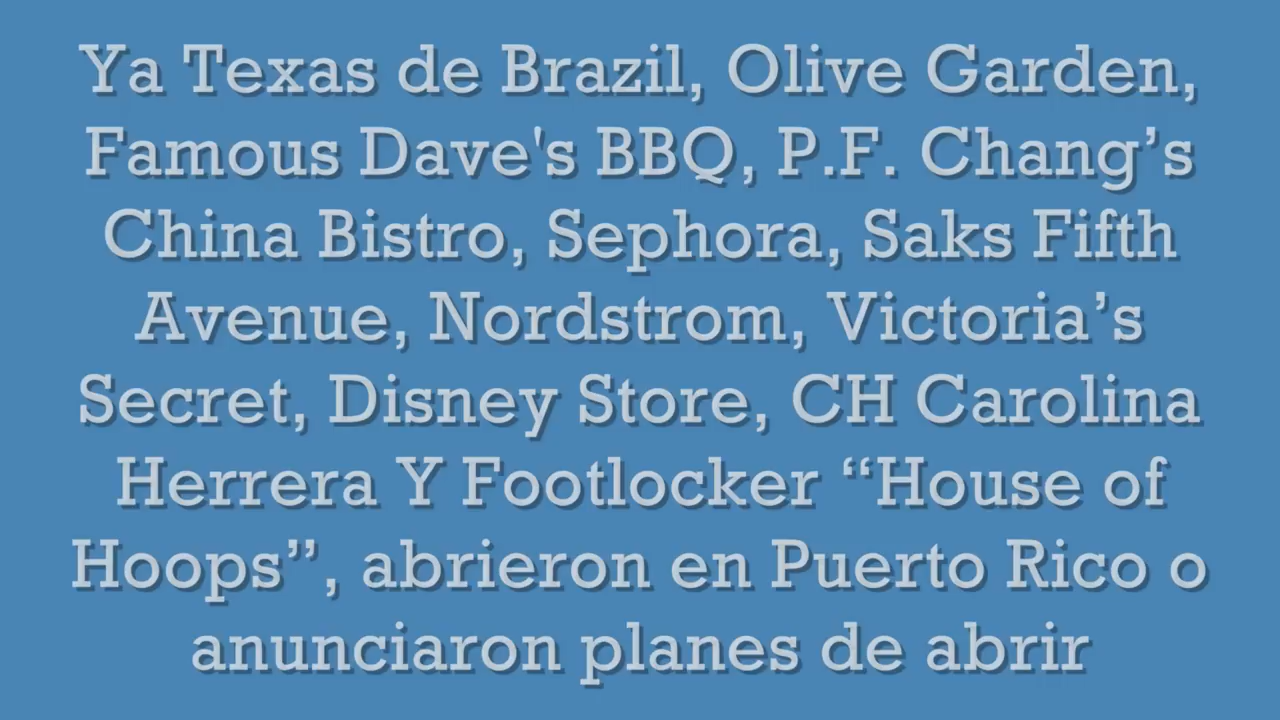 Ya Texas de Brazil, Olive Garden,
Famous Dave's BBQ, P.F. Chang’s
China Bistro, Sephora, Saks Fifth
Avenue, Nordstrom, Victoria’s
Secret, Disney Store, CH Carolina
Herrera Y Footlocker “House of
Hoops”, abrieron en Puerto Rico o
anunciaron planes de abrir